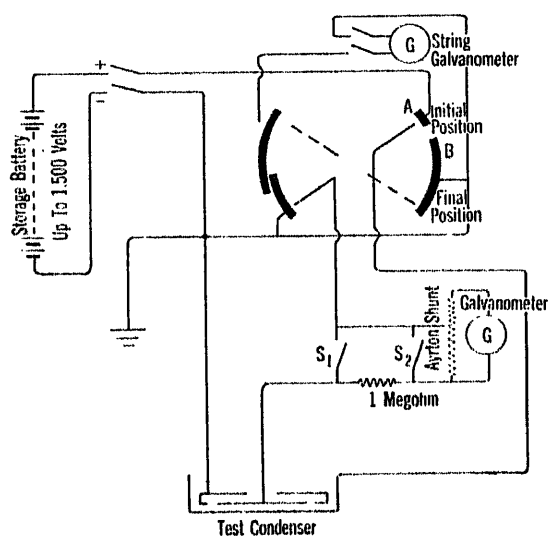 G
String
Galvanometer
+
−
A
Initial
Position
B
Storage Battery
Up To 1.500 Volts
Final
Position
Ayrton Shunt
Galvanometer
G
S1
S2
1 Megohm
Test Condenser